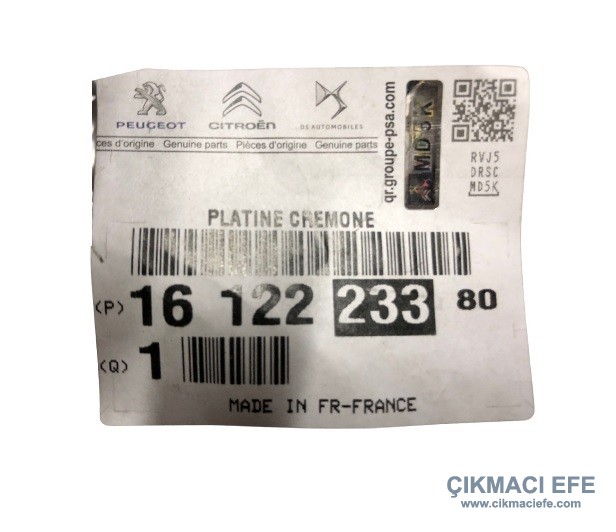 PEUGEOT
CITROËN
DS AUTOMOBILES
ces d'origine Genuine parts Pièces d'origine Genuine parts
qr.groupe-psa.com
MD5K
RVJ5
DRSC
MD5K
PLATINE CREMONE
(P) 16 122 233 80
(Q) 1
MADE IN FR-FRANCE
ÇIKMACI EFE
www.cikmaciefe.com